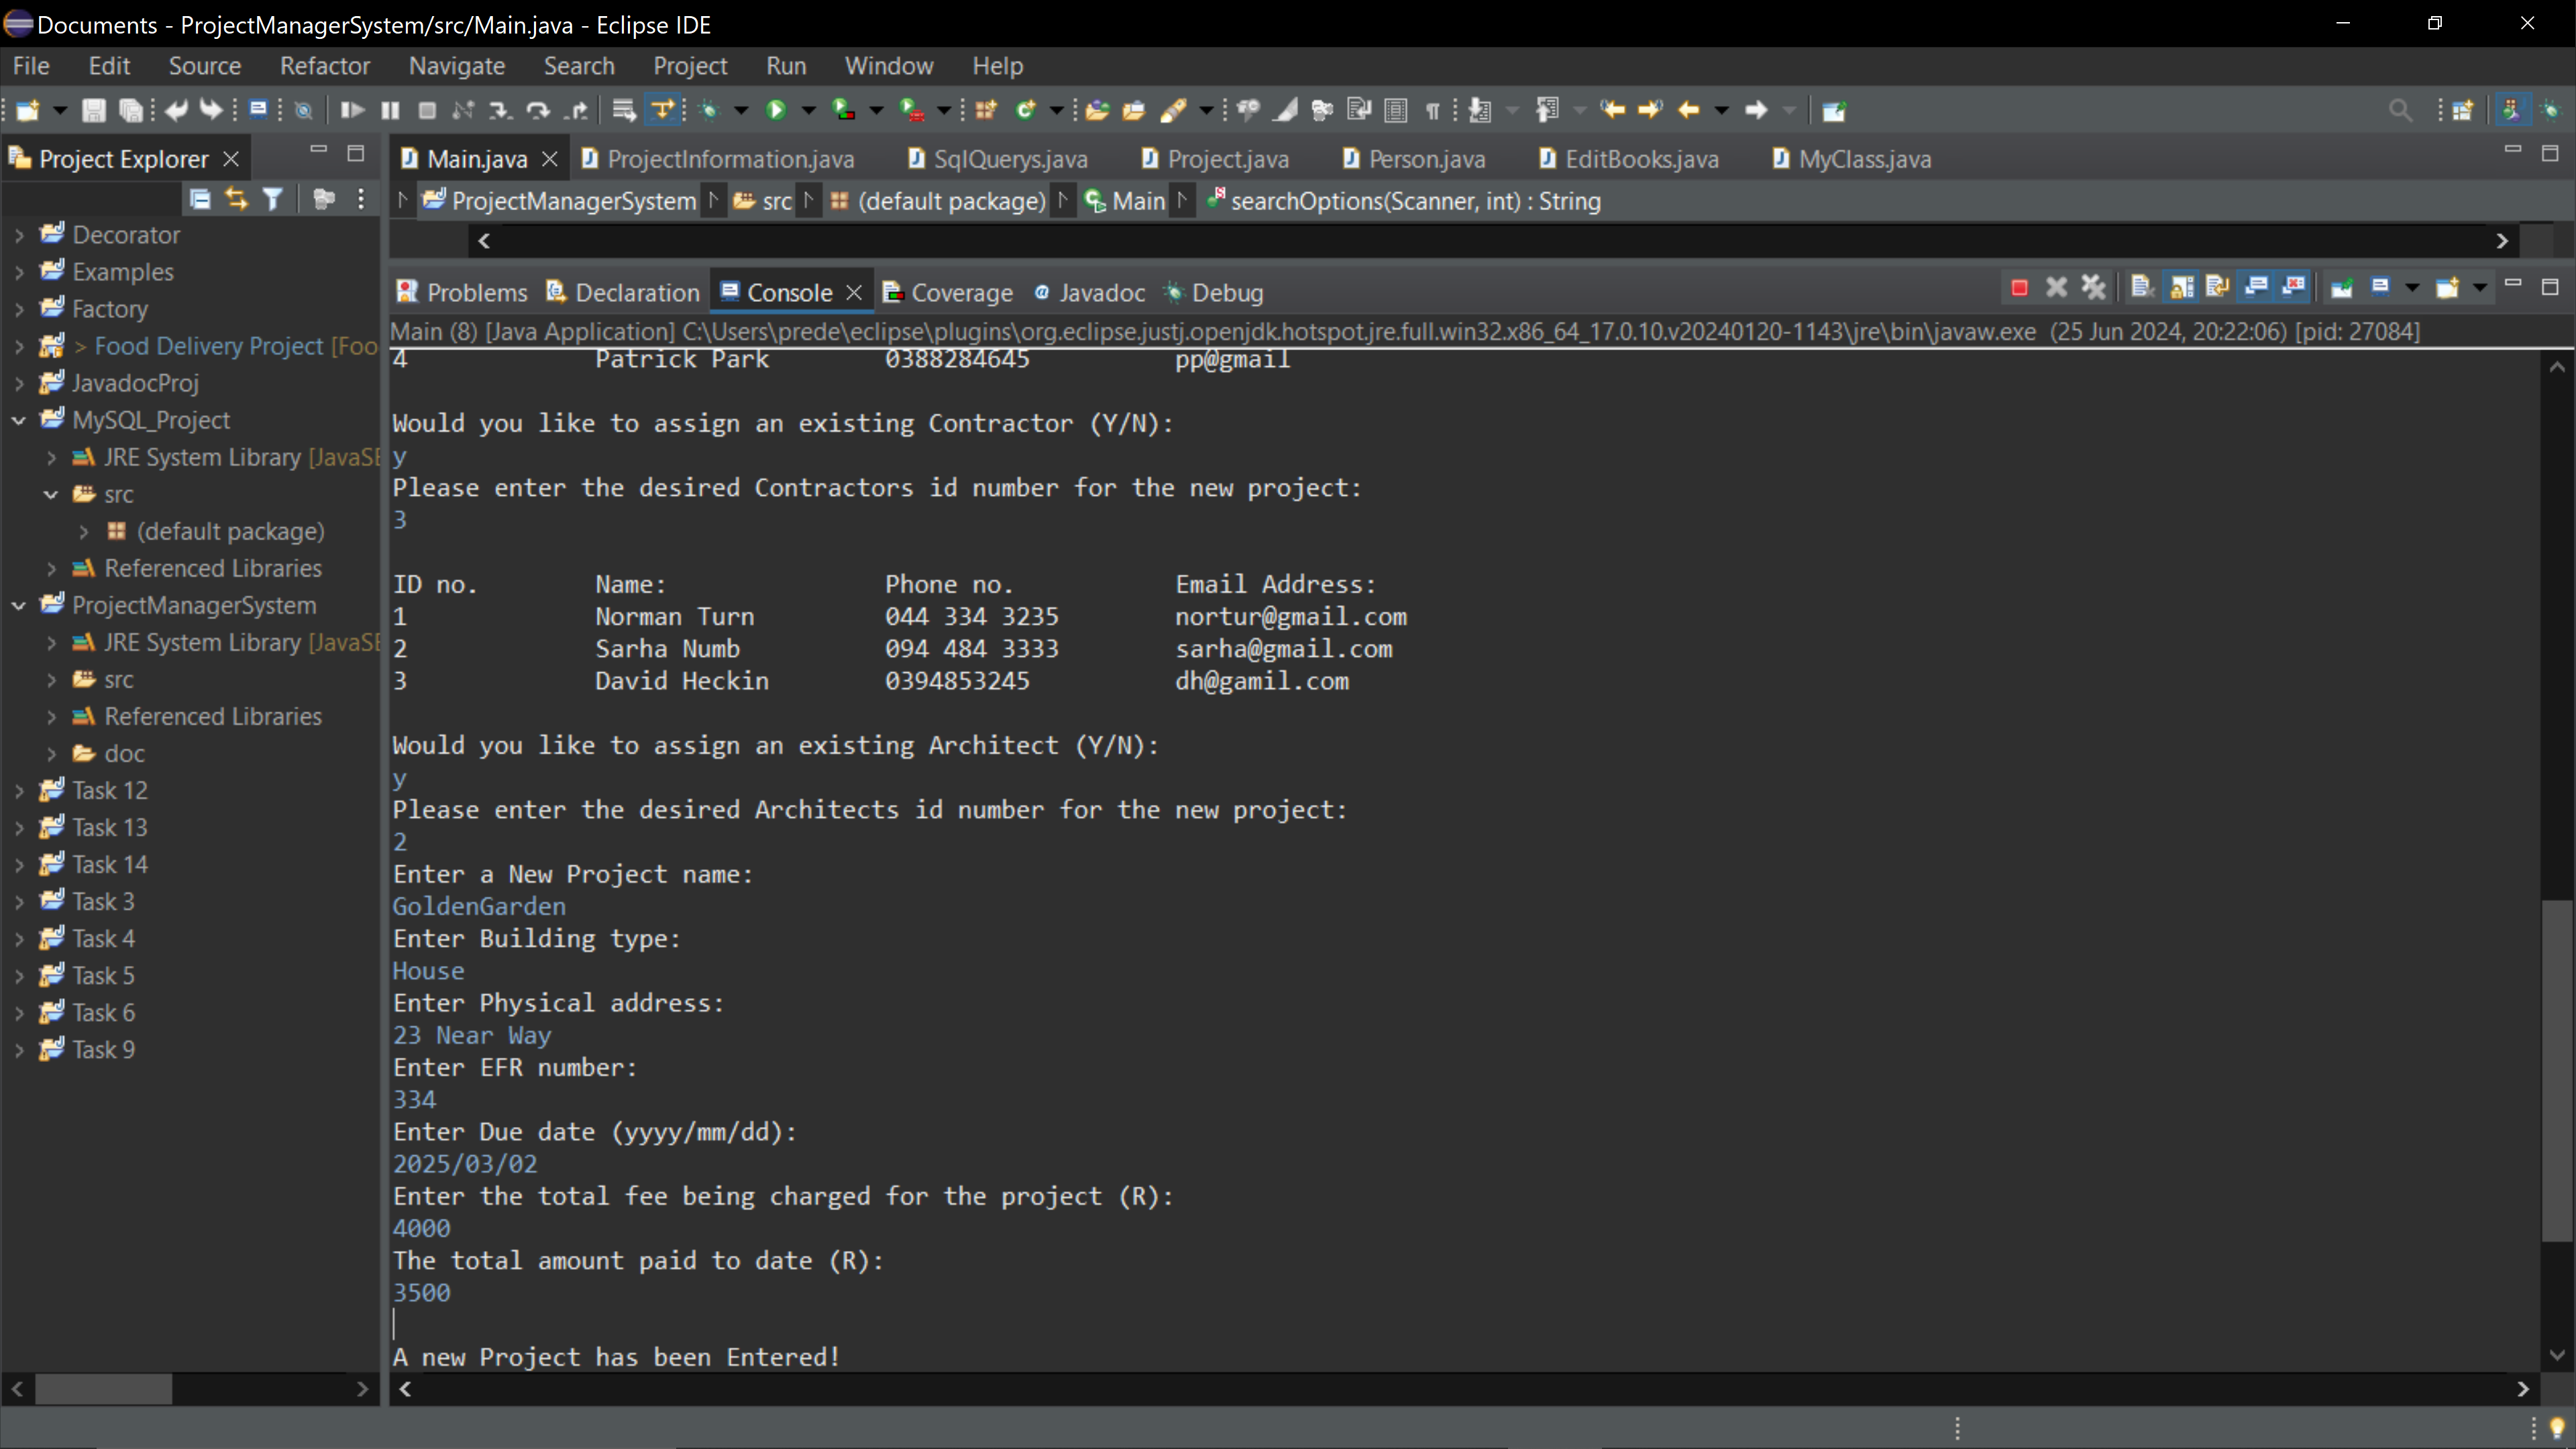 Documents - ProjectManagerSystem/src/Main.java - Eclipse IDE
File Edit Source Refactor Navigate Search Project Run Window Help
Project Explorer
Main.java ProjectInformation.java SqlQuerys.java Project.java Person.java EditBooks.java MyClass.java
ProjectManagerSystem src (default package) Main searchOptions(Scanner, int) : String
Decorator
Examples
Factory
> Food Delivery Project [Foo
JavadocProj
MySQL_Project
JRE System Library [JavaSE
src
(default package)
Referenced Libraries
ProjectManagerSystem
JRE System Library [JavaSE
src
Referenced Libraries
doc
Task 12
Task 13
Task 14
Task 3
Task 4
Task 5
Task 6
Task 9
Problems Declaration Console Coverage @ Javadoc Debug
Main (8) [Java Application] C:\Users\prede\eclipse\plugins\org.eclipse.justj.openjdk.hotspot.jre.full.win32.x86_64_17.0.10.v20240120-1143\jre\bin\javaw.exe (25 Jun 2024, 20:22:06) [pid: 27084]
4 Patrick Park 0388284645 pp@gmail
Would you like to assign an existing Contractor (Y/N):
y
Please enter the desired Contractors id number for the new project:
3
ID no. Name: Phone no. Email Address:
1 Norman Turn 044 334 3235 nortur@gmail.com
2 Sarha Numb 094 484 3333 sarha@gmail.com
3 David Heckin 0394853245 dh@gamil.com
Would you like to assign an existing Architect (Y/N):
y
Please enter the desired Architects id number for the new project:
2
Enter a New Project name:
GoldenGarden
Enter Building type:
House
Enter Physical address:
23 Near Way
Enter EFR number:
334
Enter Due date (yyyy/mm/dd):
2025/03/02
Enter the total fee being charged for the project (R):
4000
The total amount paid to date (R):
3500
A new Project has been Entered!